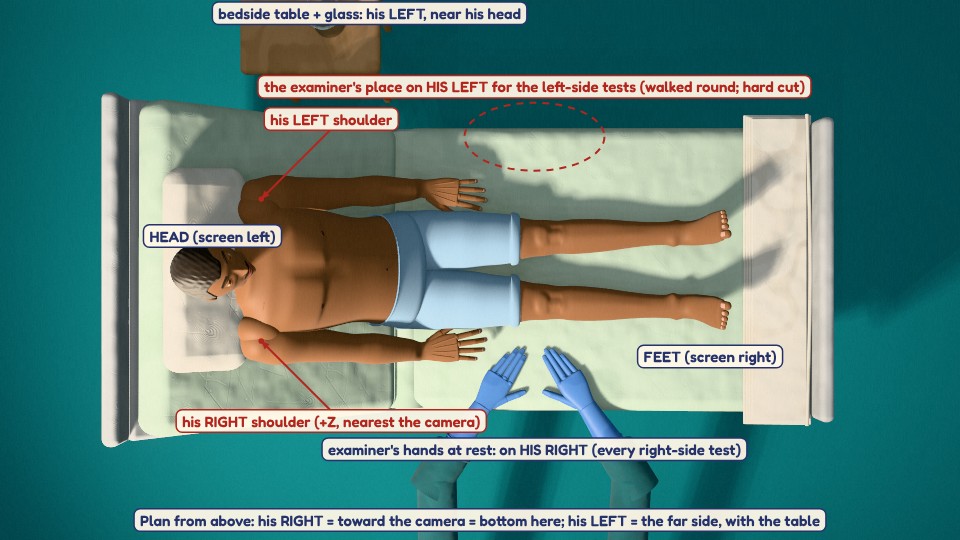 bedside table + glass: his LEFT, near his head
the examiner's place on HIS LEFT for the left-side tests (walked round; hard cut)
his LEFT shoulder
HEAD (screen left)
FEET (screen right)
his RIGHT shoulder (+Z, nearest the camera)
examiner's hands at rest: on HIS RIGHT (every right-side test)
Plan from above: his RIGHT = toward the camera = bottom here; his LEFT = the far side, with the table